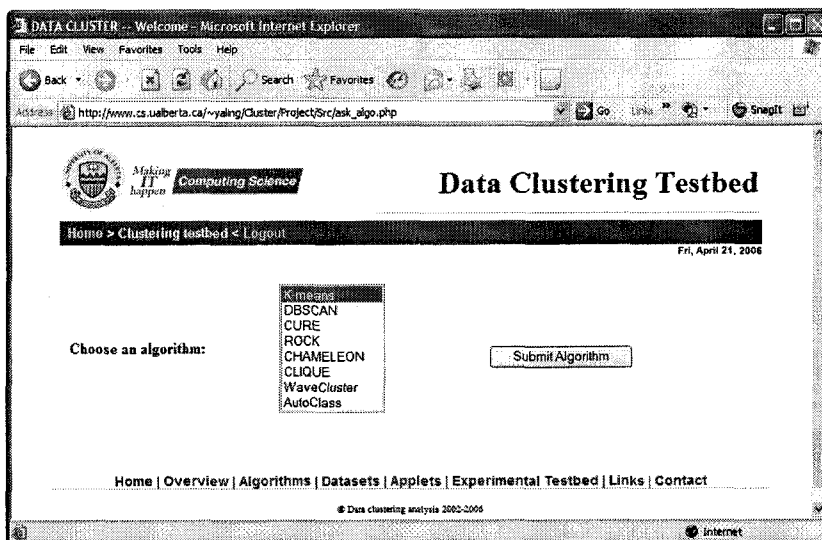 DATA CLUSTER -- Welcome - Microsoft Internet Explorer
File Edit View Favorites Tools Help
Back Search Favorites
Address http://www.cs.ualberta.ca/~yaling/Cluster/Project/Src/ask_algo.php Go Links » SnagIt
Making IT happen
Computing Science
Data Clustering Testbed
Home > Clustering testbed < Logout
Fri, April 21, 2006
Choose an algorithm:
K-means
DBSCAN
CURE
ROCK
CHAMELEON
CLIQUE
WaveCluster
AutoClass
Submit Algorithm
Home | Overview | Algorithms | Datasets | Applets | Experimental Testbed | Links | Contact
© Data clustering analysis 2002-2006
Internet